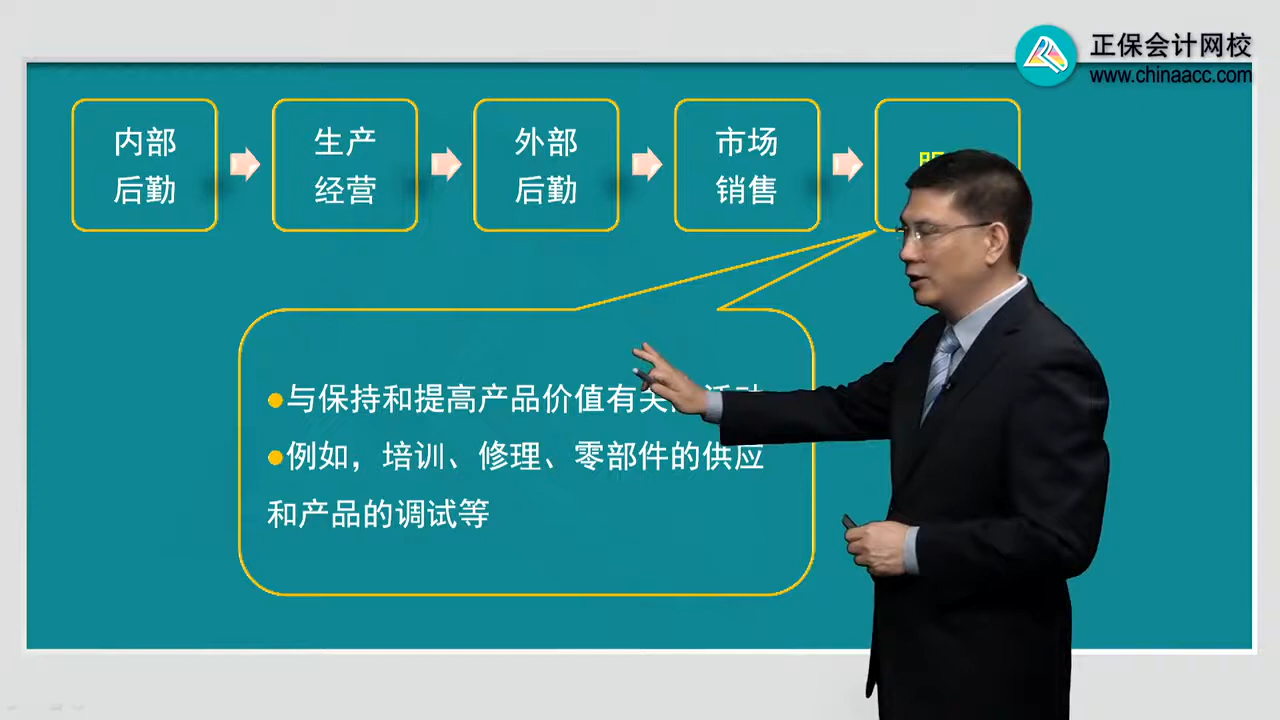 正保会计网校
www.chinaacc.com
内部
后勤
生产
经营
外部
后勤
市场
销售
●与保持和提高产品价值有关
●例如，培训、修理、零部件的供应
和产品的调试等